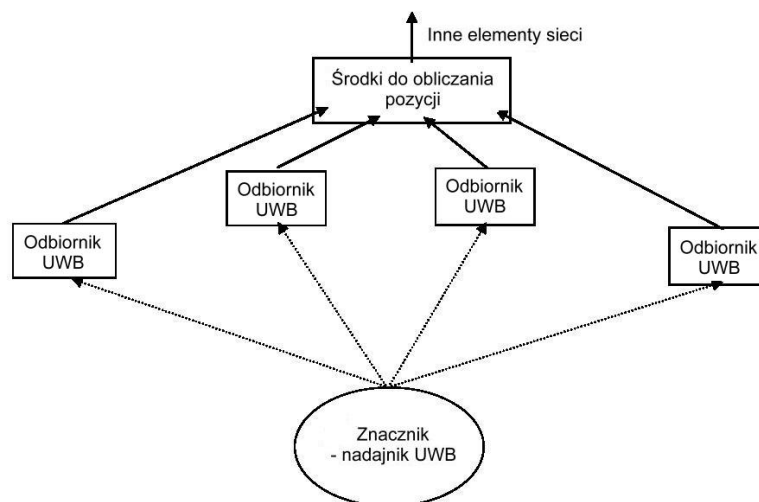 Inne elementy sieci
Środki do obliczania
pozycji
Odbiornik
UWB
Odbiornik
UWB
Odbiornik
UWB
Odbiornik
UWB
Znacznik
- nadajnik UWB